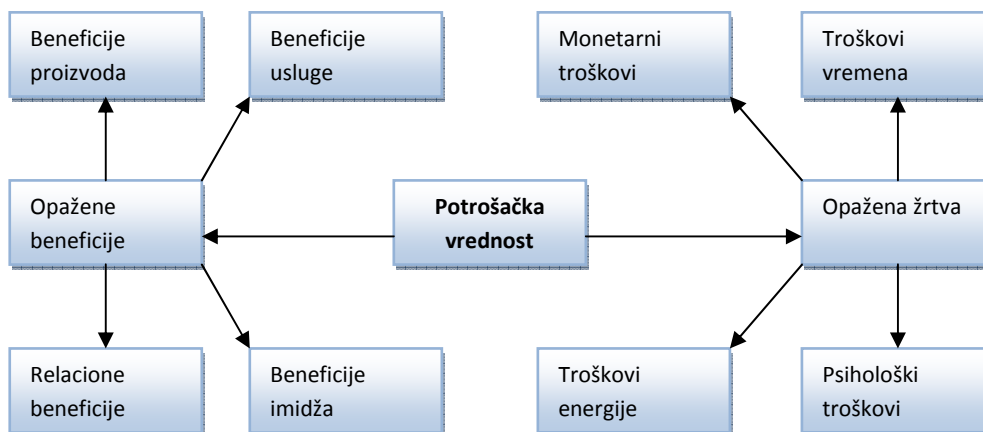 Beneficije
proizvoda
Beneficije
usluge
Monetarni
troškovi
Troškovi
vremena
Opažene
beneficije
Potrošačka
vrednost
Opažena žrtva
Relacione
beneficije
Beneficije
imidža
Troškovi
energije
Psihološki
troškovi